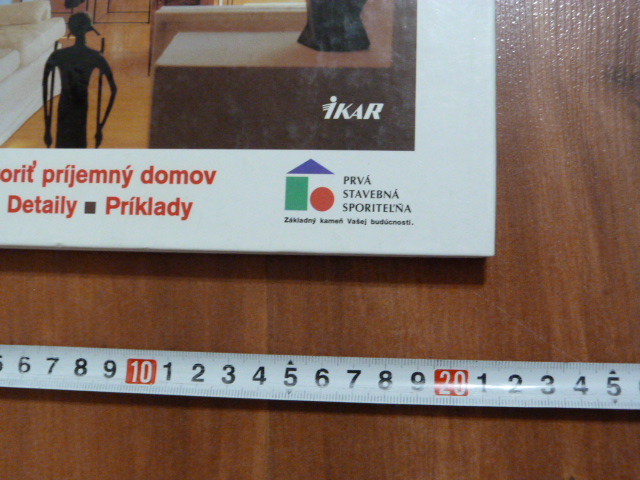 IKAR
oriť príjemný domov
Detaily ■ Príklady
PRVÁ
STAVEBNÁ
SPORITEĽŇA
Základný kameň Vašej budúcnosti.
6 7 8 9 10 1 2 3 4 5 6 7 8 9 20 1 2 3 4 5